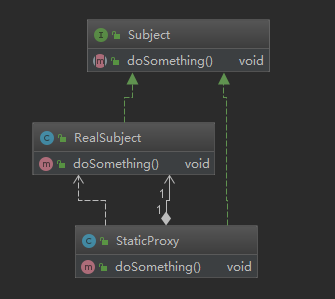 I Subject
m doSomething() void
C RealSubject
m doSomething() void
1
1
C StaticProxy
m doSomething() void